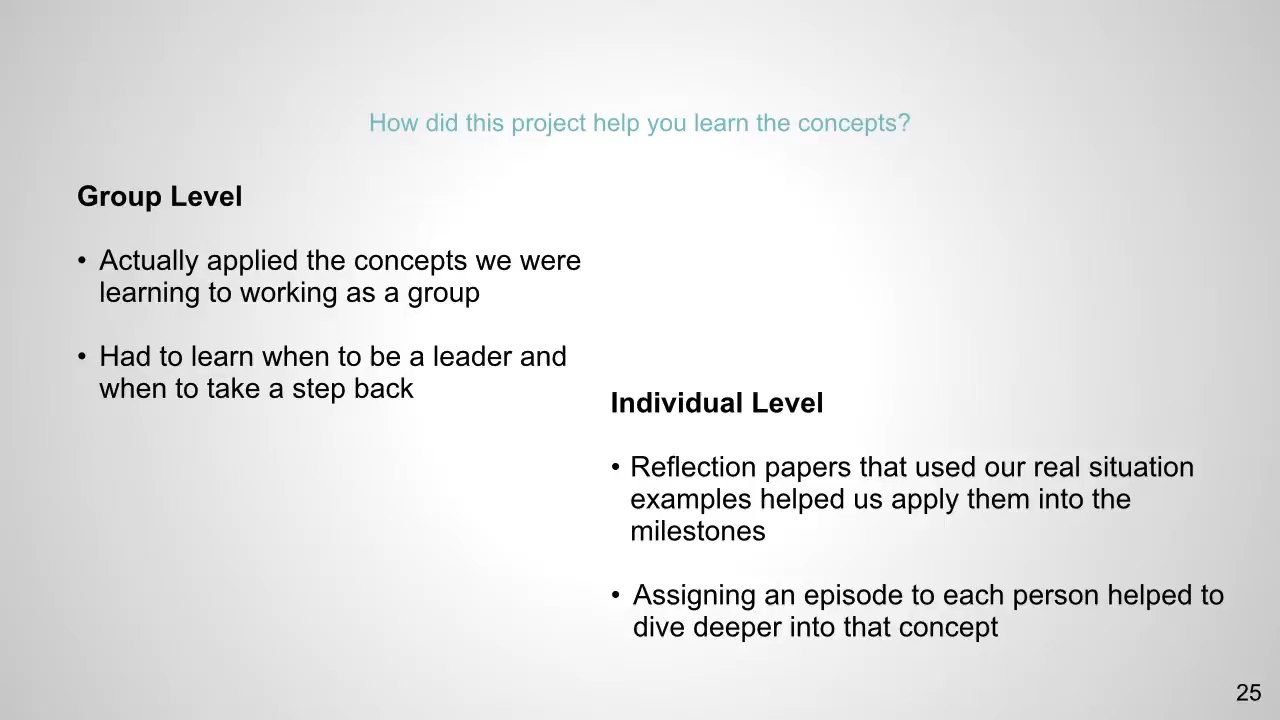 How did this project help you learn the concepts?
Group Level
• Actually applied the concepts we were
learning to working as a group
• Had to learn when to be a leader and
when to take a step back
Individual Level
• Reflection papers that used our real situation
examples helped us apply them into the
milestones
• Assigning an episode to each person helped to
dive deeper into that concept
25